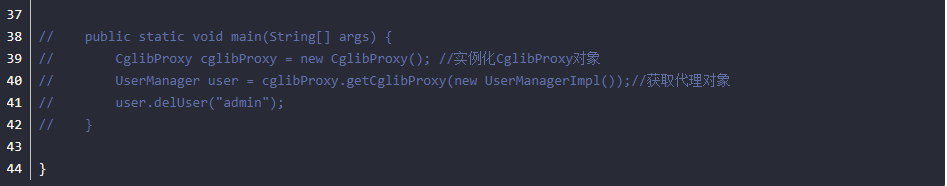 37
38 //    public static void main(String[] args) {
39 //        CglibProxy cglibProxy = new CglibProxy(); //实例化CglibProxy对象
40 //        UserManager user = cglibProxy.getCglibProxy(new UserManagerImpl());//获取代理对象
41 //        user.delUser("admin");
42 //    }
43
44 }